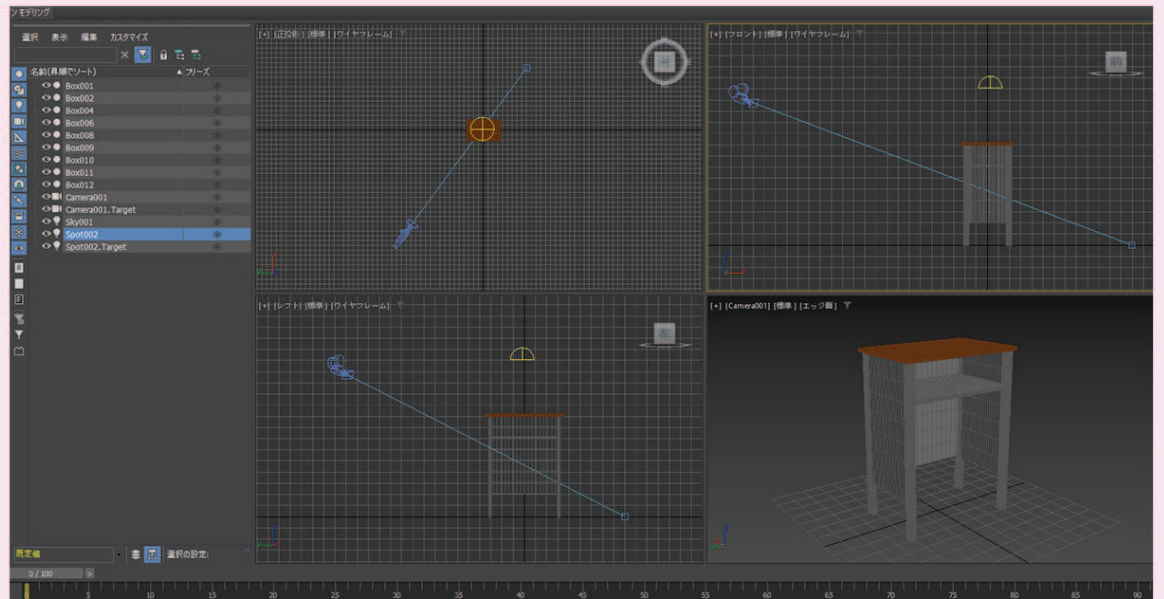 ンモデリング
選択 表示 編集 カスタマイズ
名前(昇順でソート) ▲ フリーズ
Box001
Box002
Box004
Box006
Box008
Box009
Box010
Box011
Box012
Camera001
Camera001.Target
Sky001
Spot002
Spot002.Target
既定値
選択の設定:
0 / 100
[+] [正投影] [標準] [ワイヤフレーム]
[+] [フロント] [標準] [ワイヤフレーム]
前
[+] [レフト] [標準] [ワイヤフレーム]
左
[+] [Camera001] [標準] [エッジ面]
0 5 10 15 20 25 30 35 40 45 50 55 60 65 70 75 80 85 90